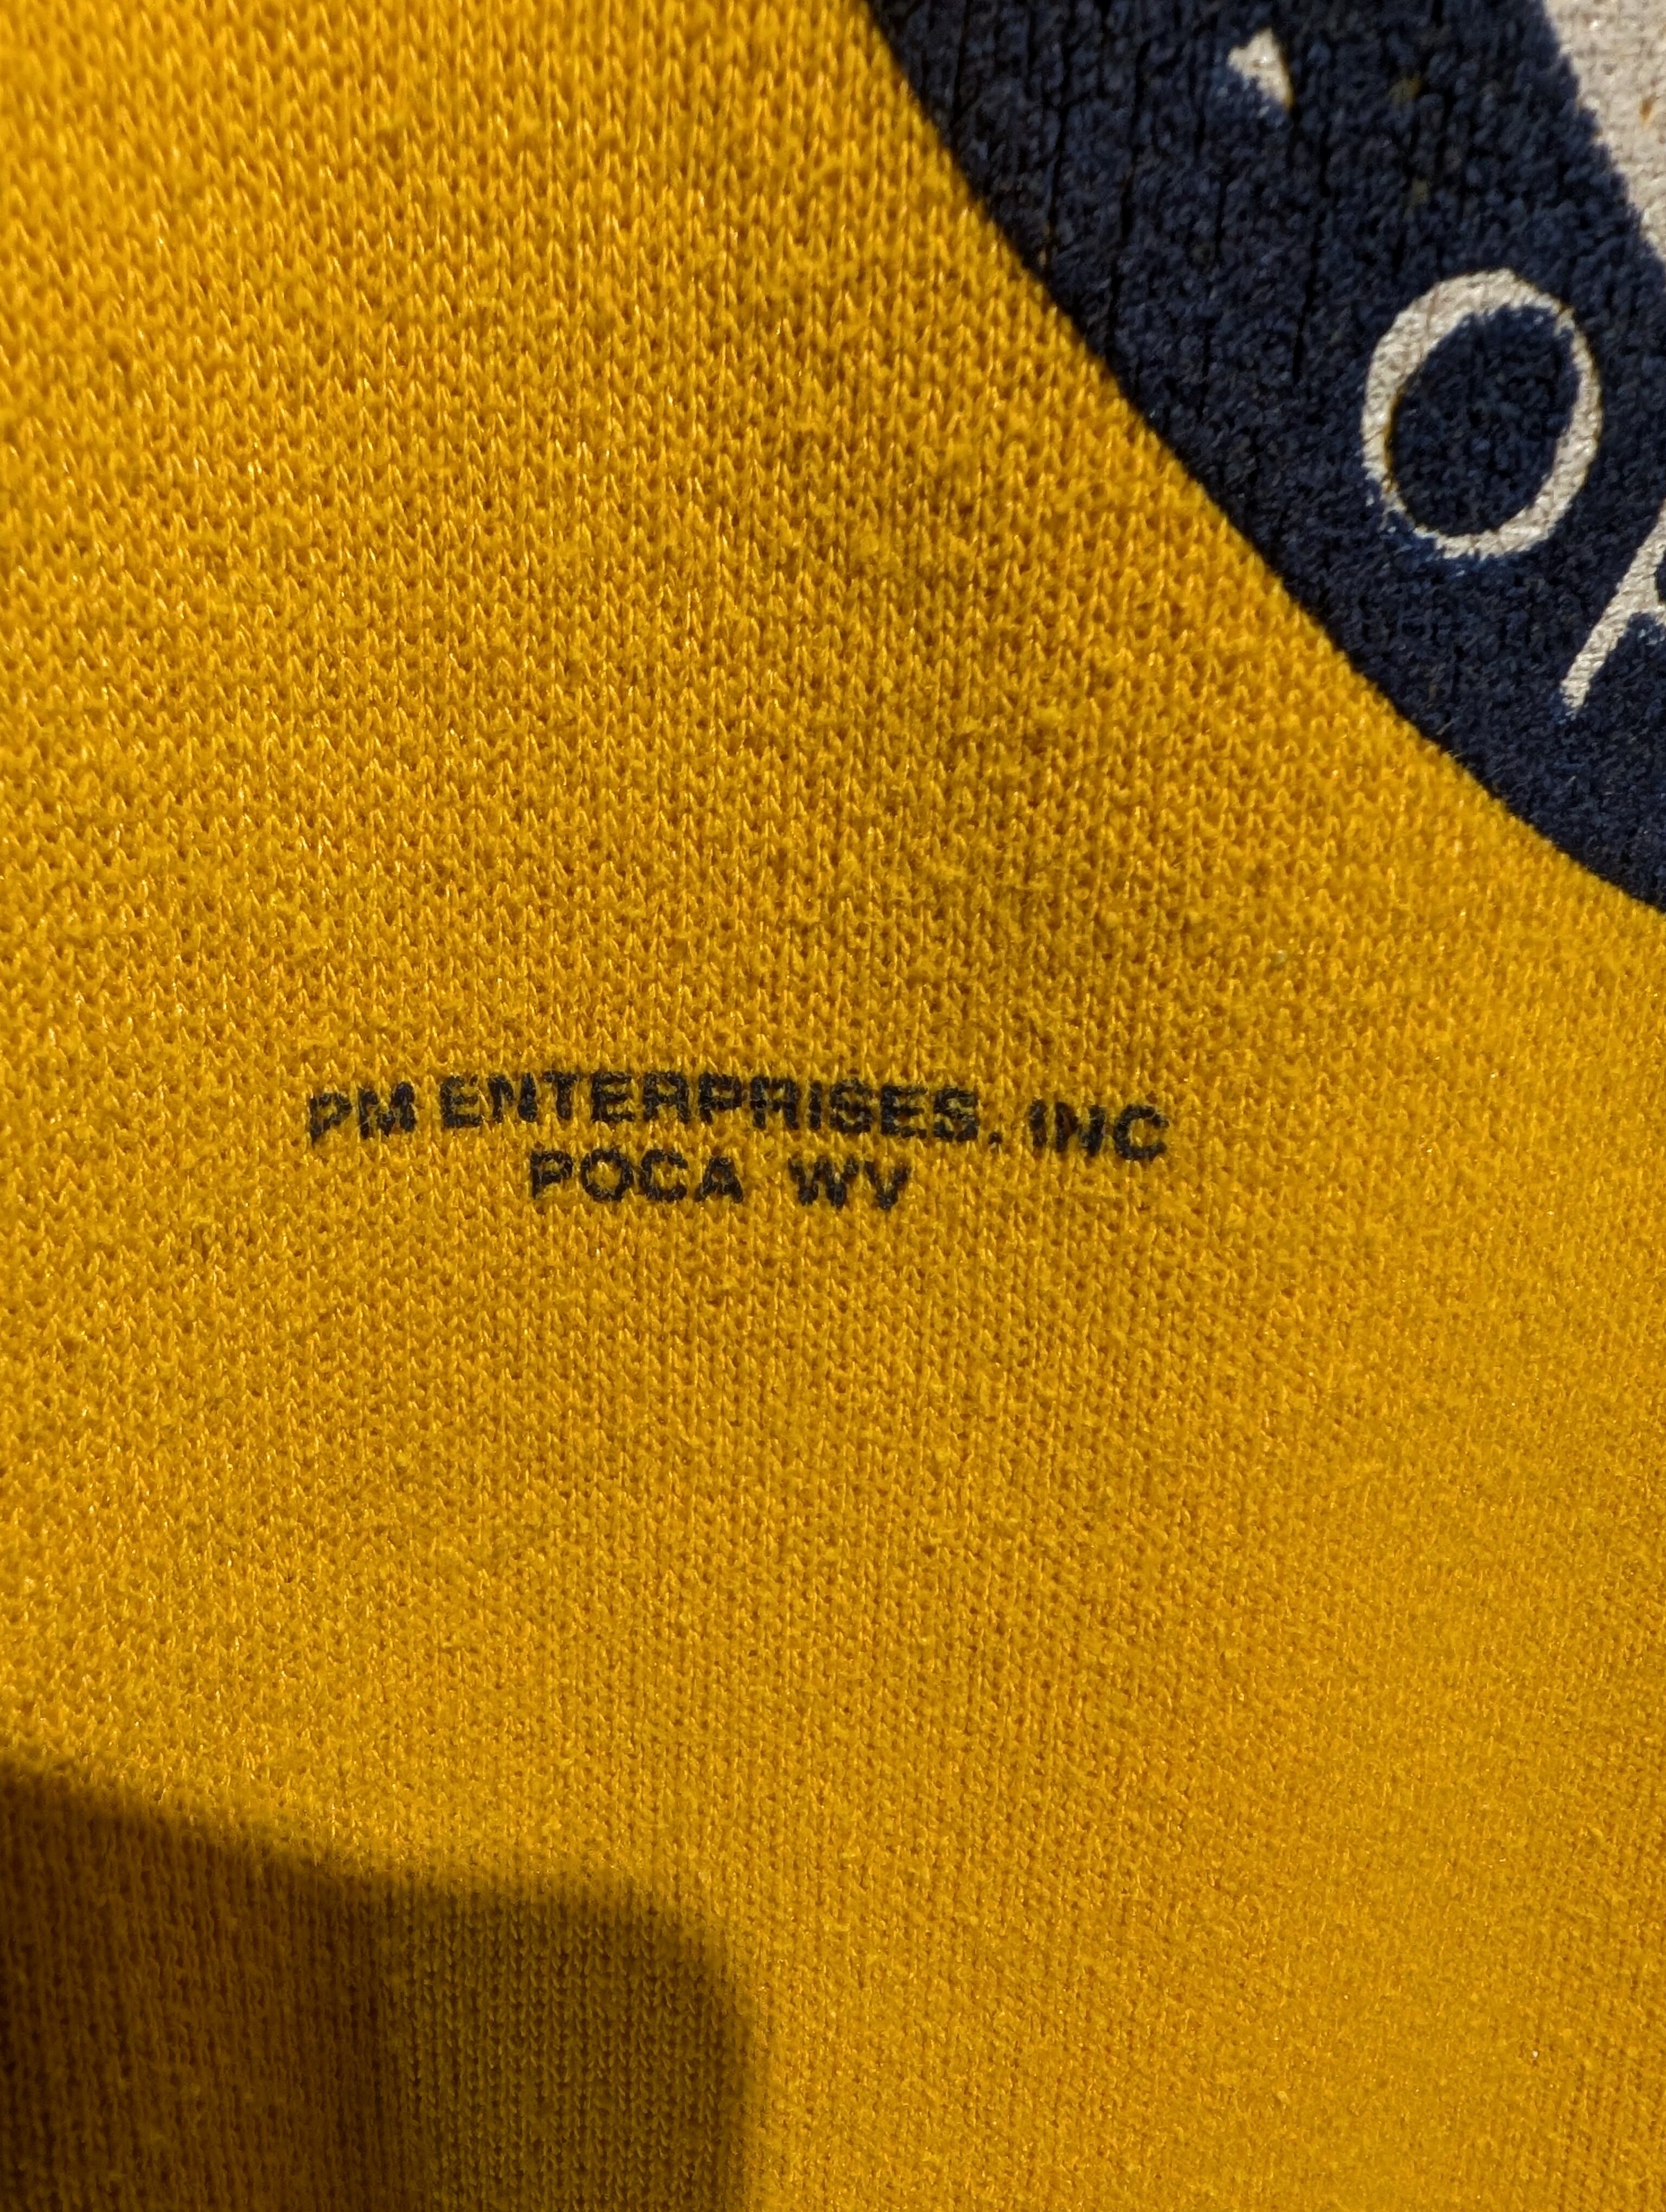 O
PM ENTERPRISES, INC
POCA WV